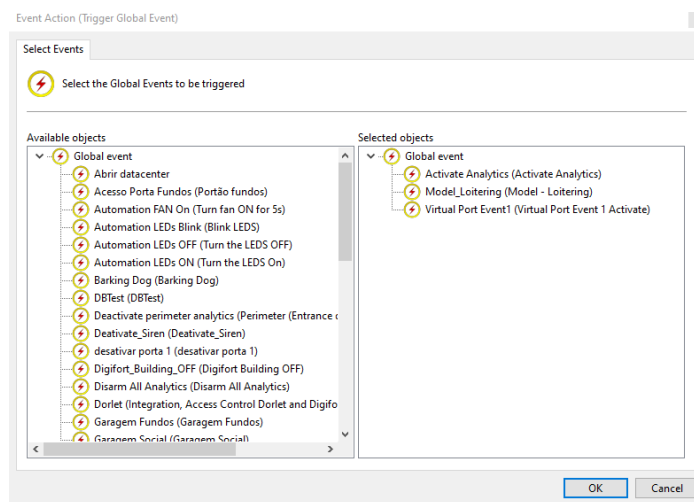 Event Action (Trigger Global Event)
Select Events
Select the Global Events to be triggered
Available objects
Global event
Abrir datacenter
Acesso Porta Fundos (Portão fundos)
Automation FAN On (Turn fan ON for 5s)
Automation LEDs Blink (Blink LEDS)
Automation LEDs OFF (Turn the LEDS OFF)
Automation LEDs ON (Turn the LEDS On)
Barking Dog (Barking Dog)
DBTest (DBTest)
Deactivate perimeter analytics (Perimeter (Entrance
Deativate_Siren (Deativate_Siren)
desativar porta 1 (desativar porta 1)
Digifort_Building_OFF (Digifort Building OFF)
Disarm All Analytics (Disarm All Analytics)
Dorlet (Integration, Access Control Dorlet and Digifo
Garagem Fundos (Garagem Fundos)
Garagem Social (Garagem Social)
Selected objects
Global event
Activate Analytics (Activate Analytics)
Model_Loitering (Model - Loitering)
Virtual Port Event1 (Virtual Port Event 1 Activate)
OK
Cancel